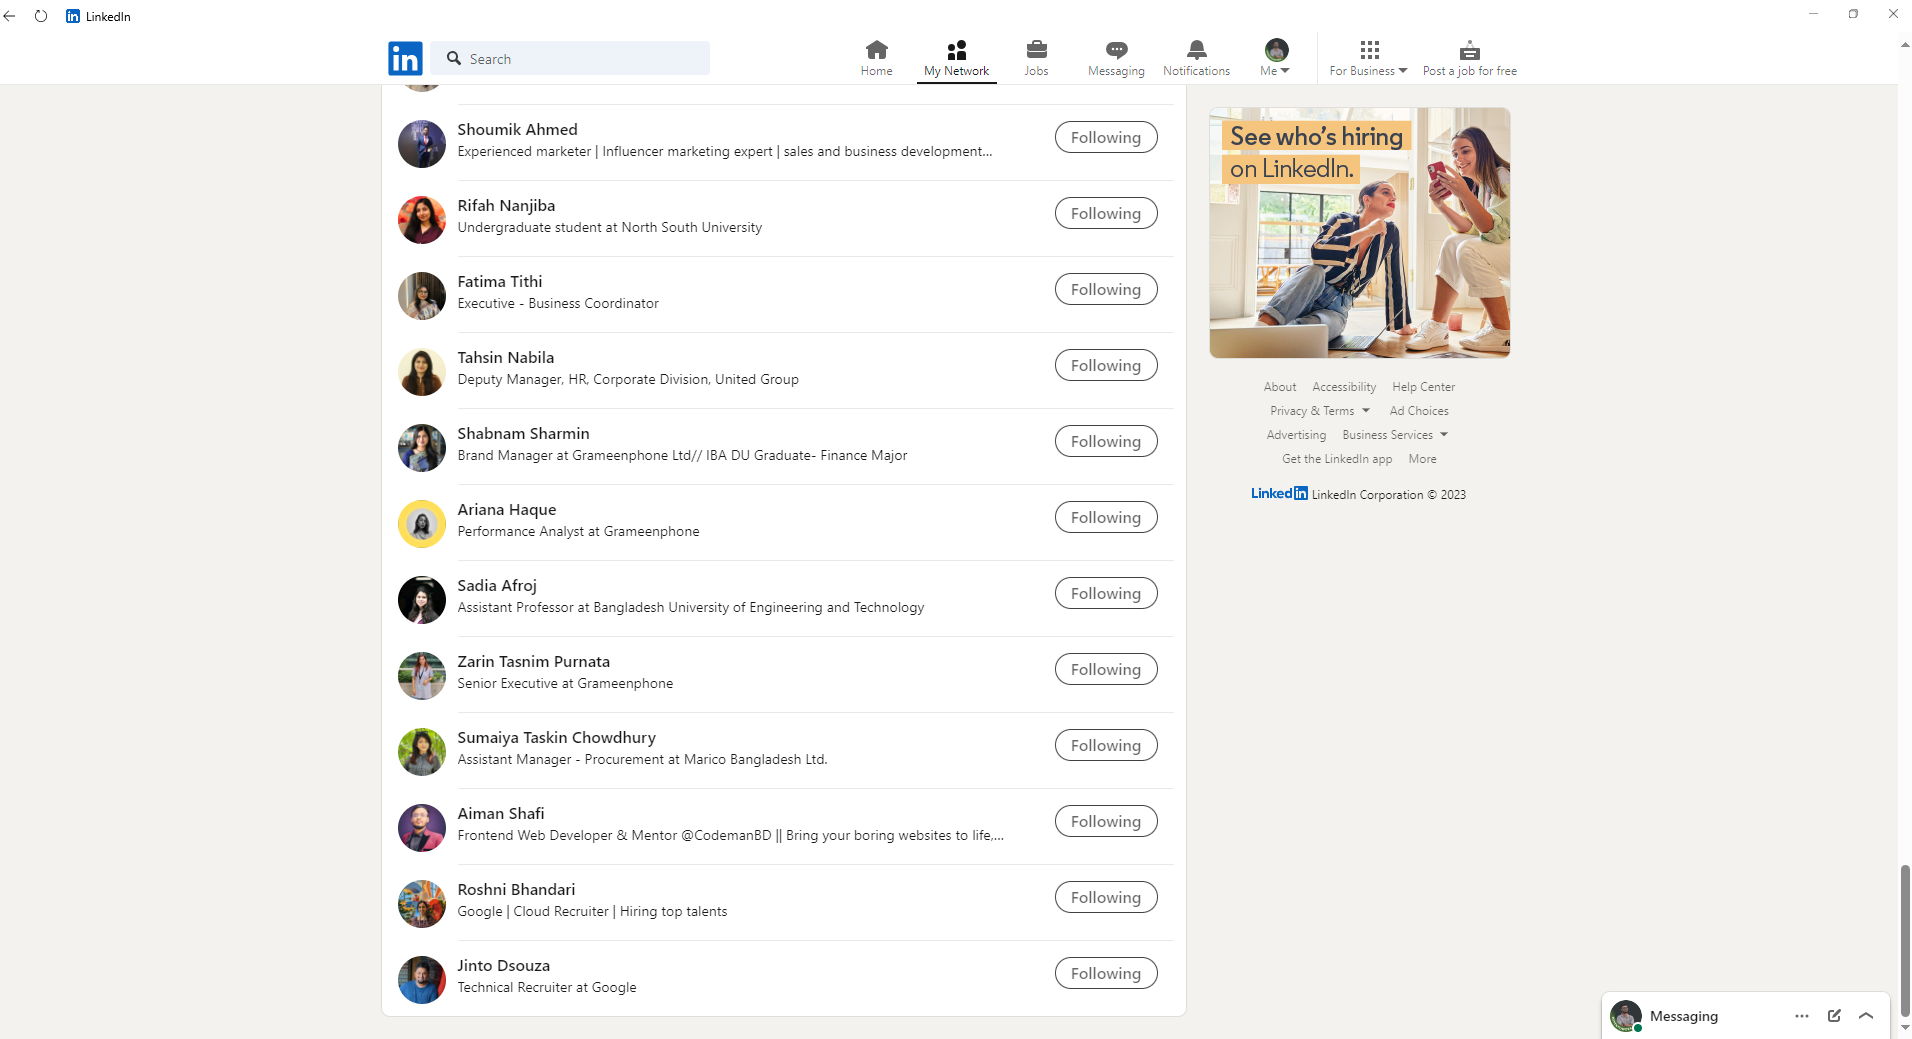 LinkedIn
in
Search
Home
My Network
Jobs
Messaging
Notifications
Me
For Business
Post a job for free
Shoumik Ahmed
Experienced marketer | Influencer marketing expert | sales and business development...
Following
Rifah Nanjiba
Undergraduate student at North South University
Following
Fatima Tithi
Executive - Business Coordinator
Following
Tahsin Nabila
Deputy Manager, HR, Corporate Division, United Group
Following
Shabnam Sharmin
Brand Manager at Grameenphone Ltd// IBA DU Graduate- Finance Major
Following
Ariana Haque
Performance Analyst at Grameenphone
Following
Sadia Afroj
Assistant Professor at Bangladesh University of Engineering and Technology
Following
Zarin Tasnim Purnata
Senior Executive at Grameenphone
Following
Sumaiya Taskin Chowdhury
Assistant Manager - Procurement at Marico Bangladesh Ltd.
Following
Aiman Shafi
Frontend Web Developer & Mentor @CodemanBD || Bring your boring websites to life,...
Following
Roshni Bhandari
Google | Cloud Recruiter | Hiring top talents
Following
Jinto Dsouza
Technical Recruiter at Google
Following
See who's hiring
on LinkedIn.
About Accessibility Help Center
Privacy & Terms Ad Choices
Advertising Business Services
Get the LinkedIn app More
LinkedIn LinkedIn Corporation © 2023
Messaging